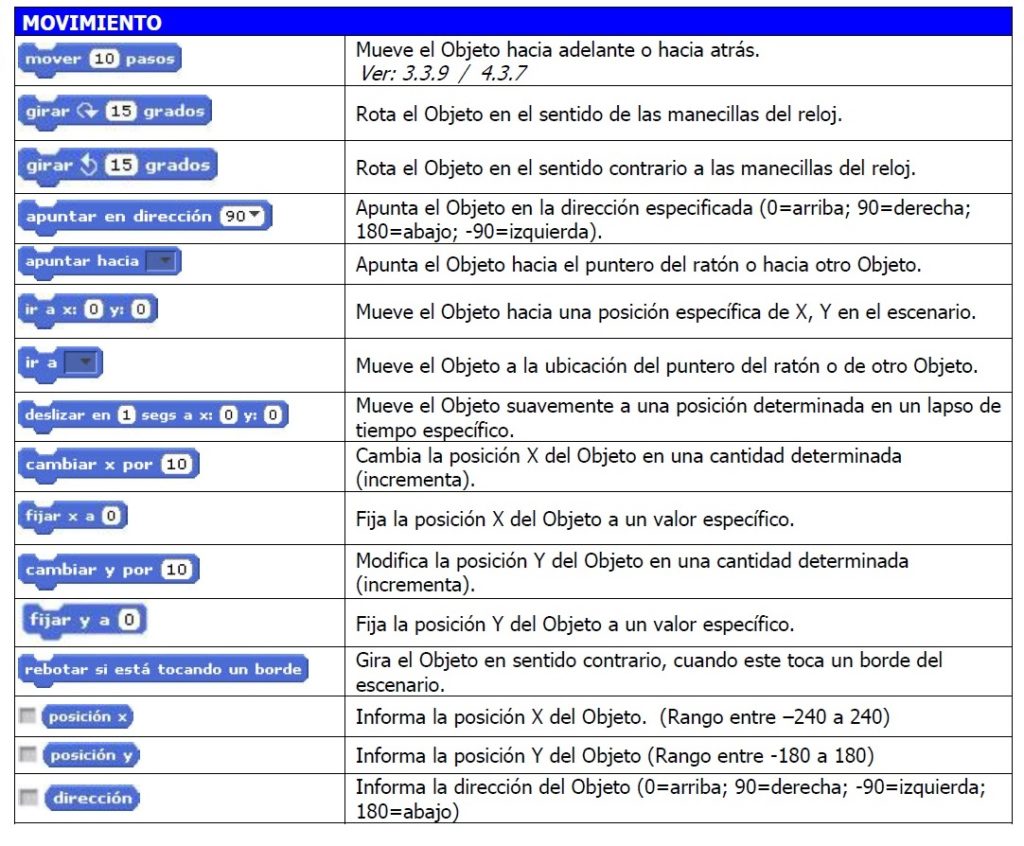 MOVIMIENTO
mover 10 pasos
Mueve el Objeto hacia adelante o hacia atrás.
Ver: 3.3.9 / 4.3.7
girar 15 grados
Rota el Objeto en el sentido de las manecillas del reloj.
girar 15 grados
Rota el Objeto en el sentido contrario a las manecillas del reloj.
apuntar en dirección 90
Apunta el Objeto en la dirección especificada (0=arriba; 90=derecha;
180=abajo; -90=izquierda).
apuntar hacia
Apunta el Objeto hacia el puntero del ratón o hacia otro Objeto.
ir a x: 0 y: 0
Mueve el Objeto hacia una posición específica de X, Y en el escenario.
ir a
Mueve el Objeto a la ubicación del puntero del ratón o de otro Objeto.
deslizar en 1 segs a x: 0 y: 0
Mueve el Objeto suavemente a una posición determinada en un lapso de
tiempo específico.
cambiar x por 10
Cambia la posición X del Objeto en una cantidad determinada
(incrementa).
fijar x a 0
Fija la posición X del Objeto a un valor específico.
cambiar y por 10
Modifica la posición Y del Objeto en una cantidad determinada
(incrementa).
fijar y a 0
Fija la posición Y del Objeto a un valor específico.
rebotar si está tocando un borde
Gira el Objeto en sentido contrario, cuando este toca un borde del
escenario.
posición x
Informa la posición X del Objeto. (Rango entre –240 a 240)
posición y
Informa la posición Y del Objeto (Rango entre -180 a 180)
dirección
Informa la dirección del Objeto (0=arriba; 90=derecha; -90=izquierda;
180=abajo)